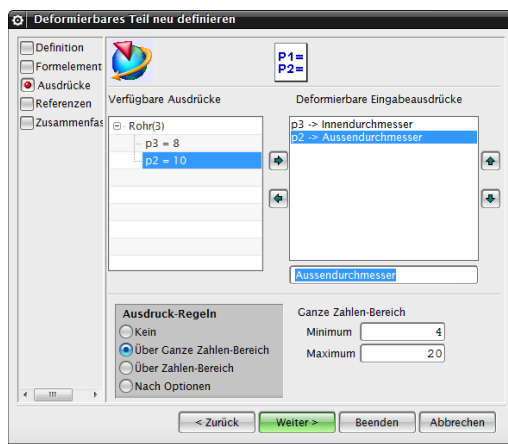 Deformierbares Teil neu definieren
Definition
Formelement
Ausdrücke
Referenzen
Zusammenfas
P1=
P2=
Verfügbare Ausdrücke
Rohr(3)
p3 = 8
p2 = 10
Deformierbare Eingabeausdrücke
p3 -> Innendurchmesser
p2 -> Aussendurchmesser
Aussendurchmesser
Ausdruck-Regeln
Kein
Über Ganze Zahlen-Bereich
Über Zahlen-Bereich
Nach Optionen
Ganze Zahlen-Bereich
Minimum 4
Maximum 20
< Zurück Weiter > Beenden Abbrechen